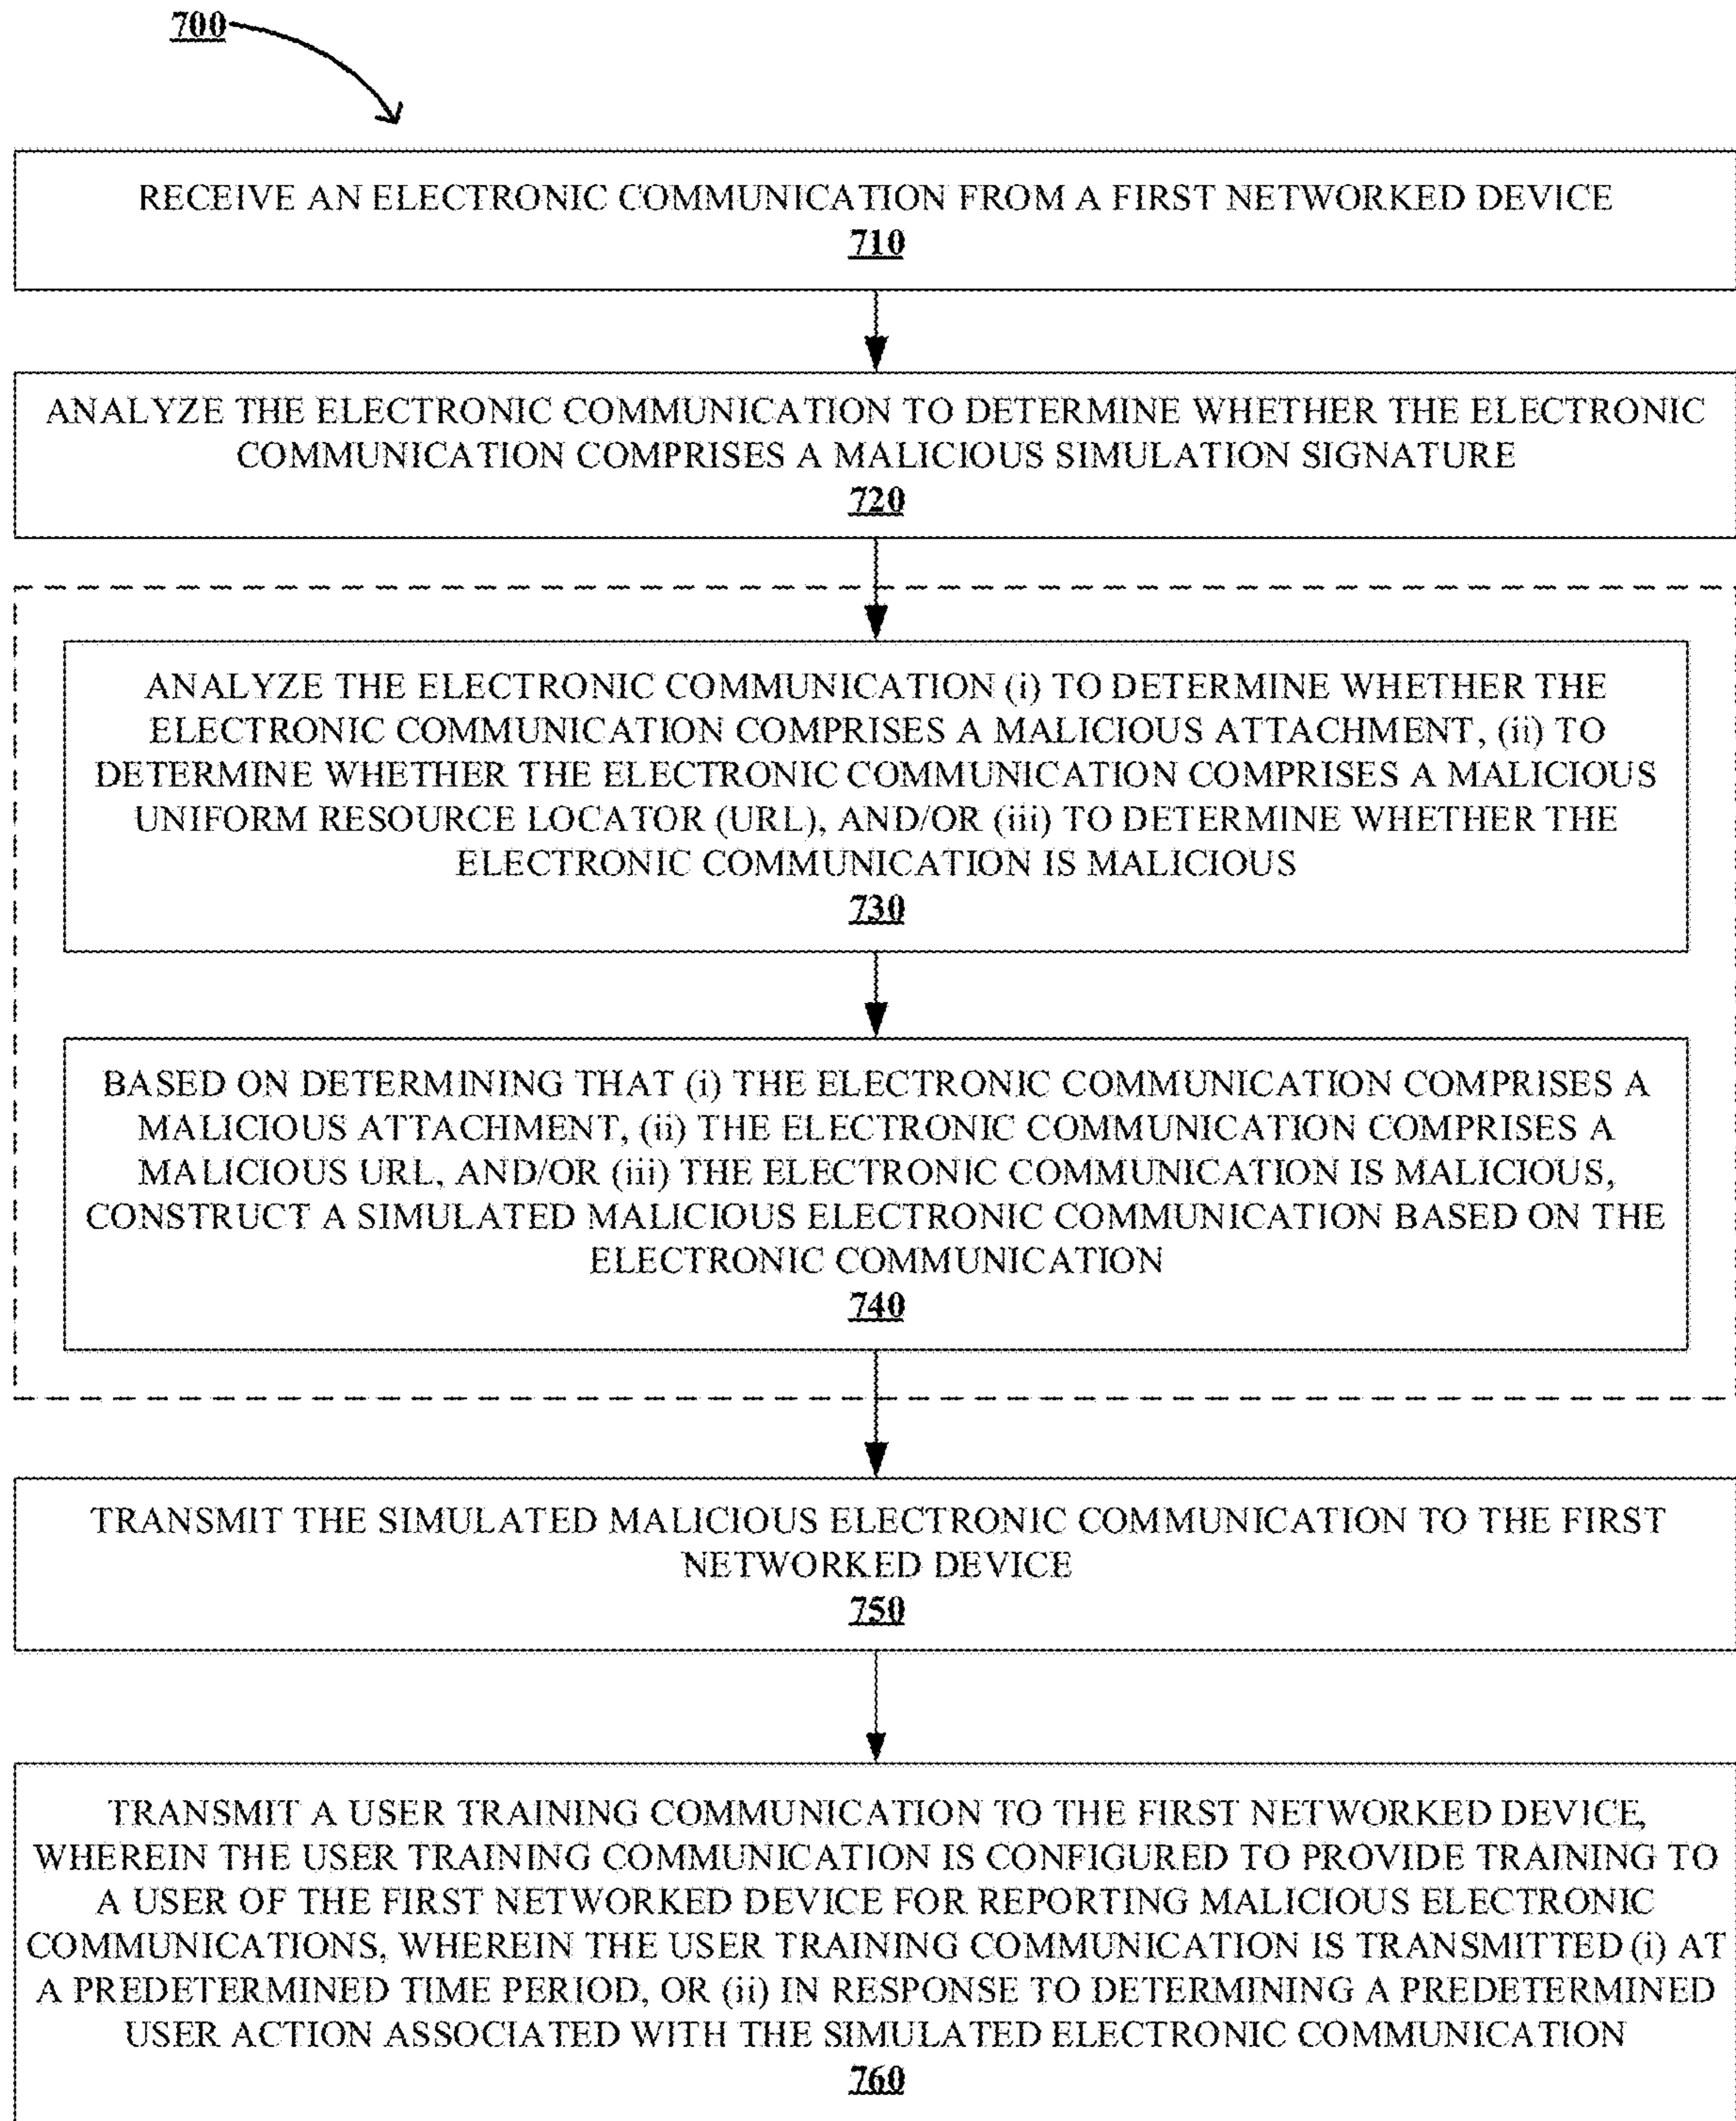 700
RECEIVE AN ELECTRONIC COMMUNICATION FROM A FIRST NETWORKED DEVICE
710
ANALYZE THE ELECTRONIC COMMUNICATION TO DETERMINE WHETHER THE ELECTRONIC
COMMUNICATION COMPRISES A MALICIOUS SIMULATION SIGNATURE
720
ANALYZE THE ELECTRONIC COMMUNICATION (i) TO DETERMINE WHETHER THE
ELECTRONIC COMMUNICATION COMPRISES A MALICIOUS ATTACHMENT, (ii) TO
DETERMINE WHETHER THE ELECTRONIC COMMUNICATION COMPRISES A MALICIOUS
UNIFORM RESOURCE LOCATOR (URL), AND/OR (iii) TO DETERMINE WHETHER THE
ELECTRONIC COMMUNICATION IS MALICIOUS
730
BASED ON DETERMINING THAT (i) THE ELECTRONIC COMMUNICATION COMPRISES A
MALICIOUS ATTACHMENT, (ii) THE ELECTRONIC COMMUNICATION COMPRISES A
MALICIOUS URL, AND/OR (iii) THE ELECTRONIC COMMUNICATION IS MALICIOUS,
CONSTRUCT A SIMULATED MALICIOUS ELECTRONIC COMMUNICATION BASED ON THE
ELECTRONIC COMMUNICATION
740
TRANSMIT THE SIMULATED MALICIOUS ELECTRONIC COMMUNICATION TO THE FIRST
NETWORKED DEVICE
750
TRANSMIT A USER TRAINING COMMUNICATION TO THE FIRST NETWORKED DEVICE,
WHEREIN THE USER TRAINING COMMUNICATION IS CONFIGURED TO PROVIDE TRAINING TO
A USER OF THE FIRST NETWORKED DEVICE FOR REPORTING MALICIOUS ELECTRONIC
COMMUNICATIONS, WHEREIN THE USER TRAINING COMMUNICATION IS TRANSMITTED (i) AT
A PREDETERMINED TIME PERIOD, OR (ii) IN RESPONSE TO DETERMINING A PREDETERMINED
USER ACTION ASSOCIATED WITH THE SIMULATED ELECTRONIC COMMUNICATION
760